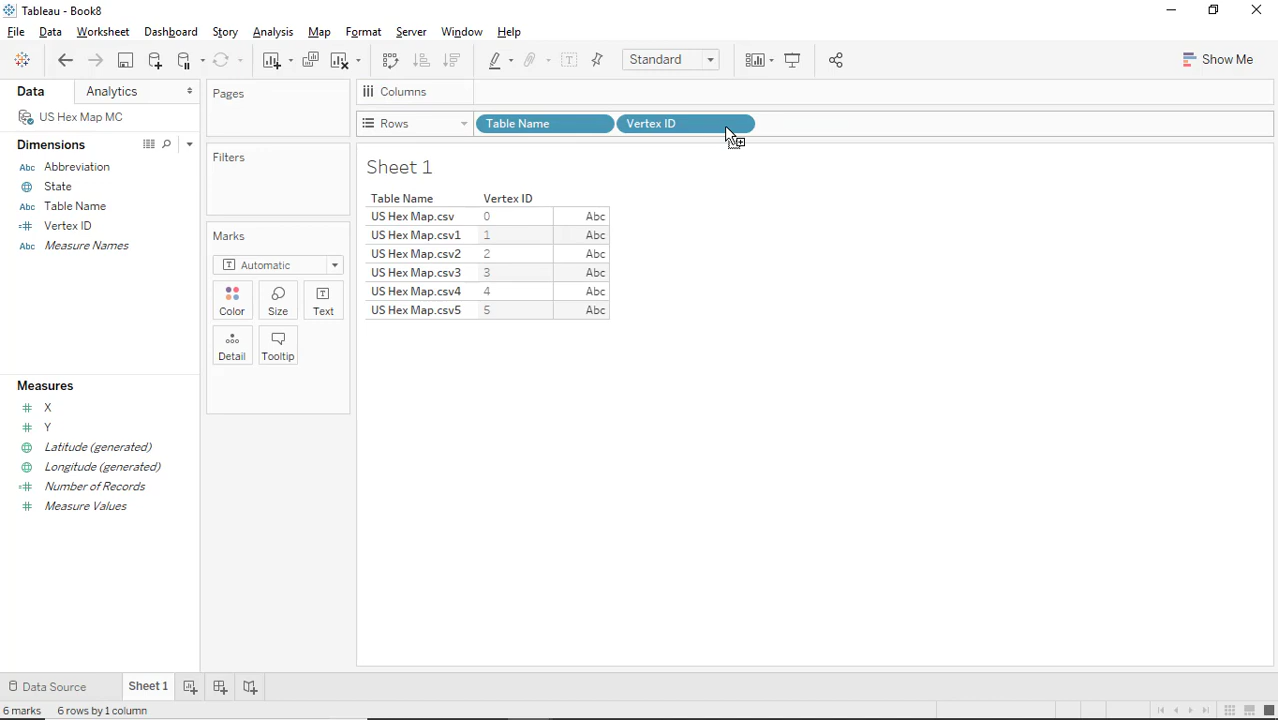 Tableau - Book8
File Data Worksheet Dashboard Story Analysis Map Format Server Window Help
Standard
Show Me
Data Analytics
US Hex Map MC
Dimensions
Abc Abbreviation
State
Abc Table Name
Vertex ID
Abc Measure Names
Measures
X
Y
Latitude (generated)
Longitude (generated)
Number of Records
Measure Values
Pages
Filters
Marks
Automatic
Color Size Text
Detail Tooltip
Columns
Rows Table Name Vertex ID
Sheet 1
Table Name Vertex ID
US Hex Map.csv 0 Abc
US Hex Map.csv1 1 Abc
US Hex Map.csv2 2 Abc
US Hex Map.csv3 3 Abc
US Hex Map.csv4 4 Abc
US Hex Map.csv5 5 Abc
Data Source Sheet 1
6 marks 6 rows by 1 column